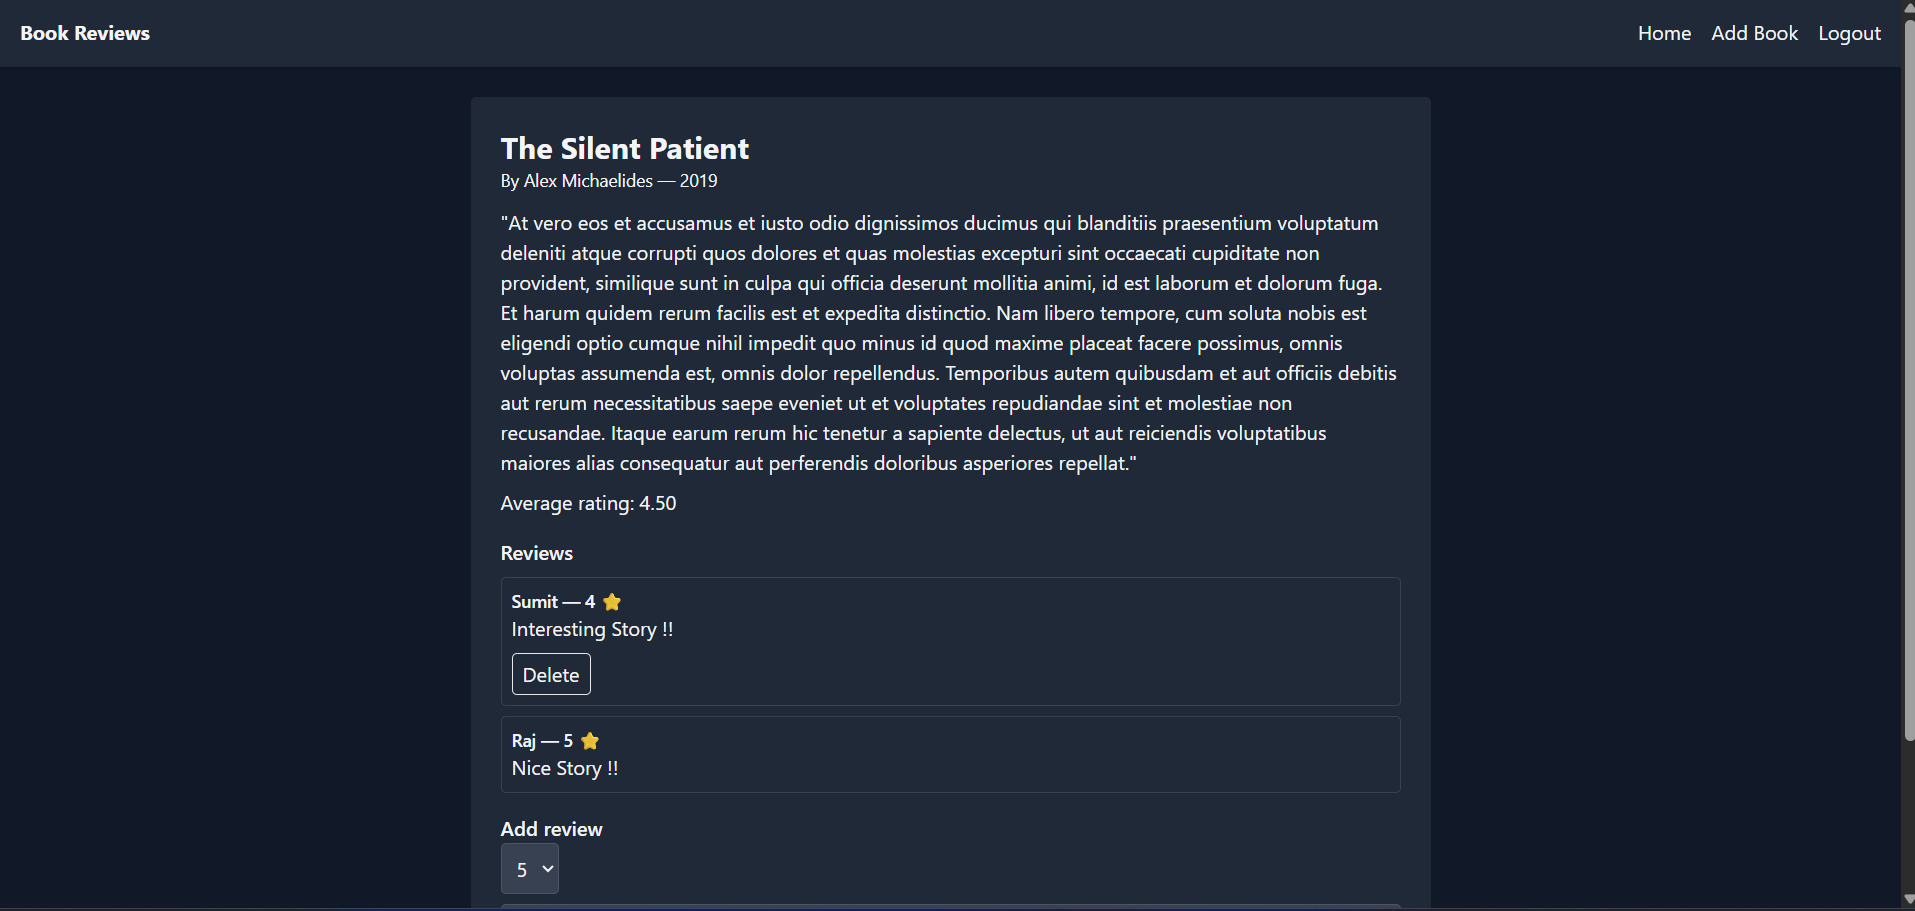 Book Reviews
Home Add Book Logout
The Silent Patient
By Alex Michaelides — 2019
"At vero eos et accusamus et iusto odio dignissimos ducimus qui blanditiis praesentium voluptatum
deleniti atque corrupti quos dolores et quas molestias excepturi sint occaecati cupiditate non
provident, similique sunt in culpa qui officia deserunt mollitia animi, id est laborum et dolorum fuga.
Et harum quidem rerum facilis est et expedita distinctio. Nam libero tempore, cum soluta nobis est
eligendi optio cumque nihil impedit quo minus id quod maxime placeat facere possimus, omnis
voluptas assumenda est, omnis dolor repellendus. Temporibus autem quibusdam et aut officiis debitis
aut rerum necessitatibus saepe eveniet ut et voluptates repudiandae sint et molestiae non
recusandae. Itaque earum rerum hic tenetur a sapiente delectus, ut aut reiciendis voluptatibus
maiores alias consequatur aut perferendis doloribus asperiores repellat."
Average rating: 4.50
Reviews
Sumit — 4 ⭐
Interesting Story !!
Delete
Raj — 5 ⭐
Nice Story !!
Add review
5